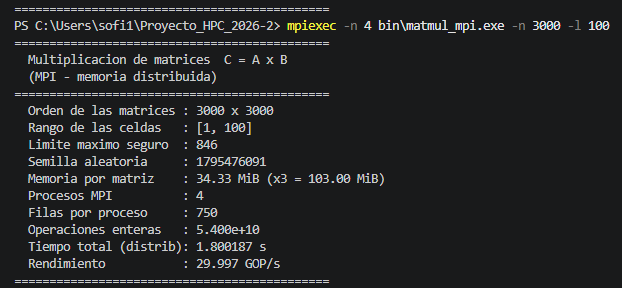 =============================================
PS C:\Users\sofi1\Proyecto_HPC_2026-2> mpiexec -n 4 bin\matmul_mpi.exe -n 3000 -l 100
=============================================
  Multiplicacion de matrices  C = A x B
  (MPI - memoria distribuida)
=============================================
  Orden de las matrices : 3000 x 3000
  Rango de las celdas   : [1, 100]
  Limite maximo seguro  : 846
  Semilla aleatoria     : 1795476091
  Memoria por matriz    : 34.33 MiB (x3 = 103.00 MiB)
  Procesos MPI          : 4
  Filas por proceso     : 750
  Operaciones enteras   : 5.400e+10
  Tiempo total (distrib): 1.800187 s
  Rendimiento           : 29.997 GOP/s
=============================================